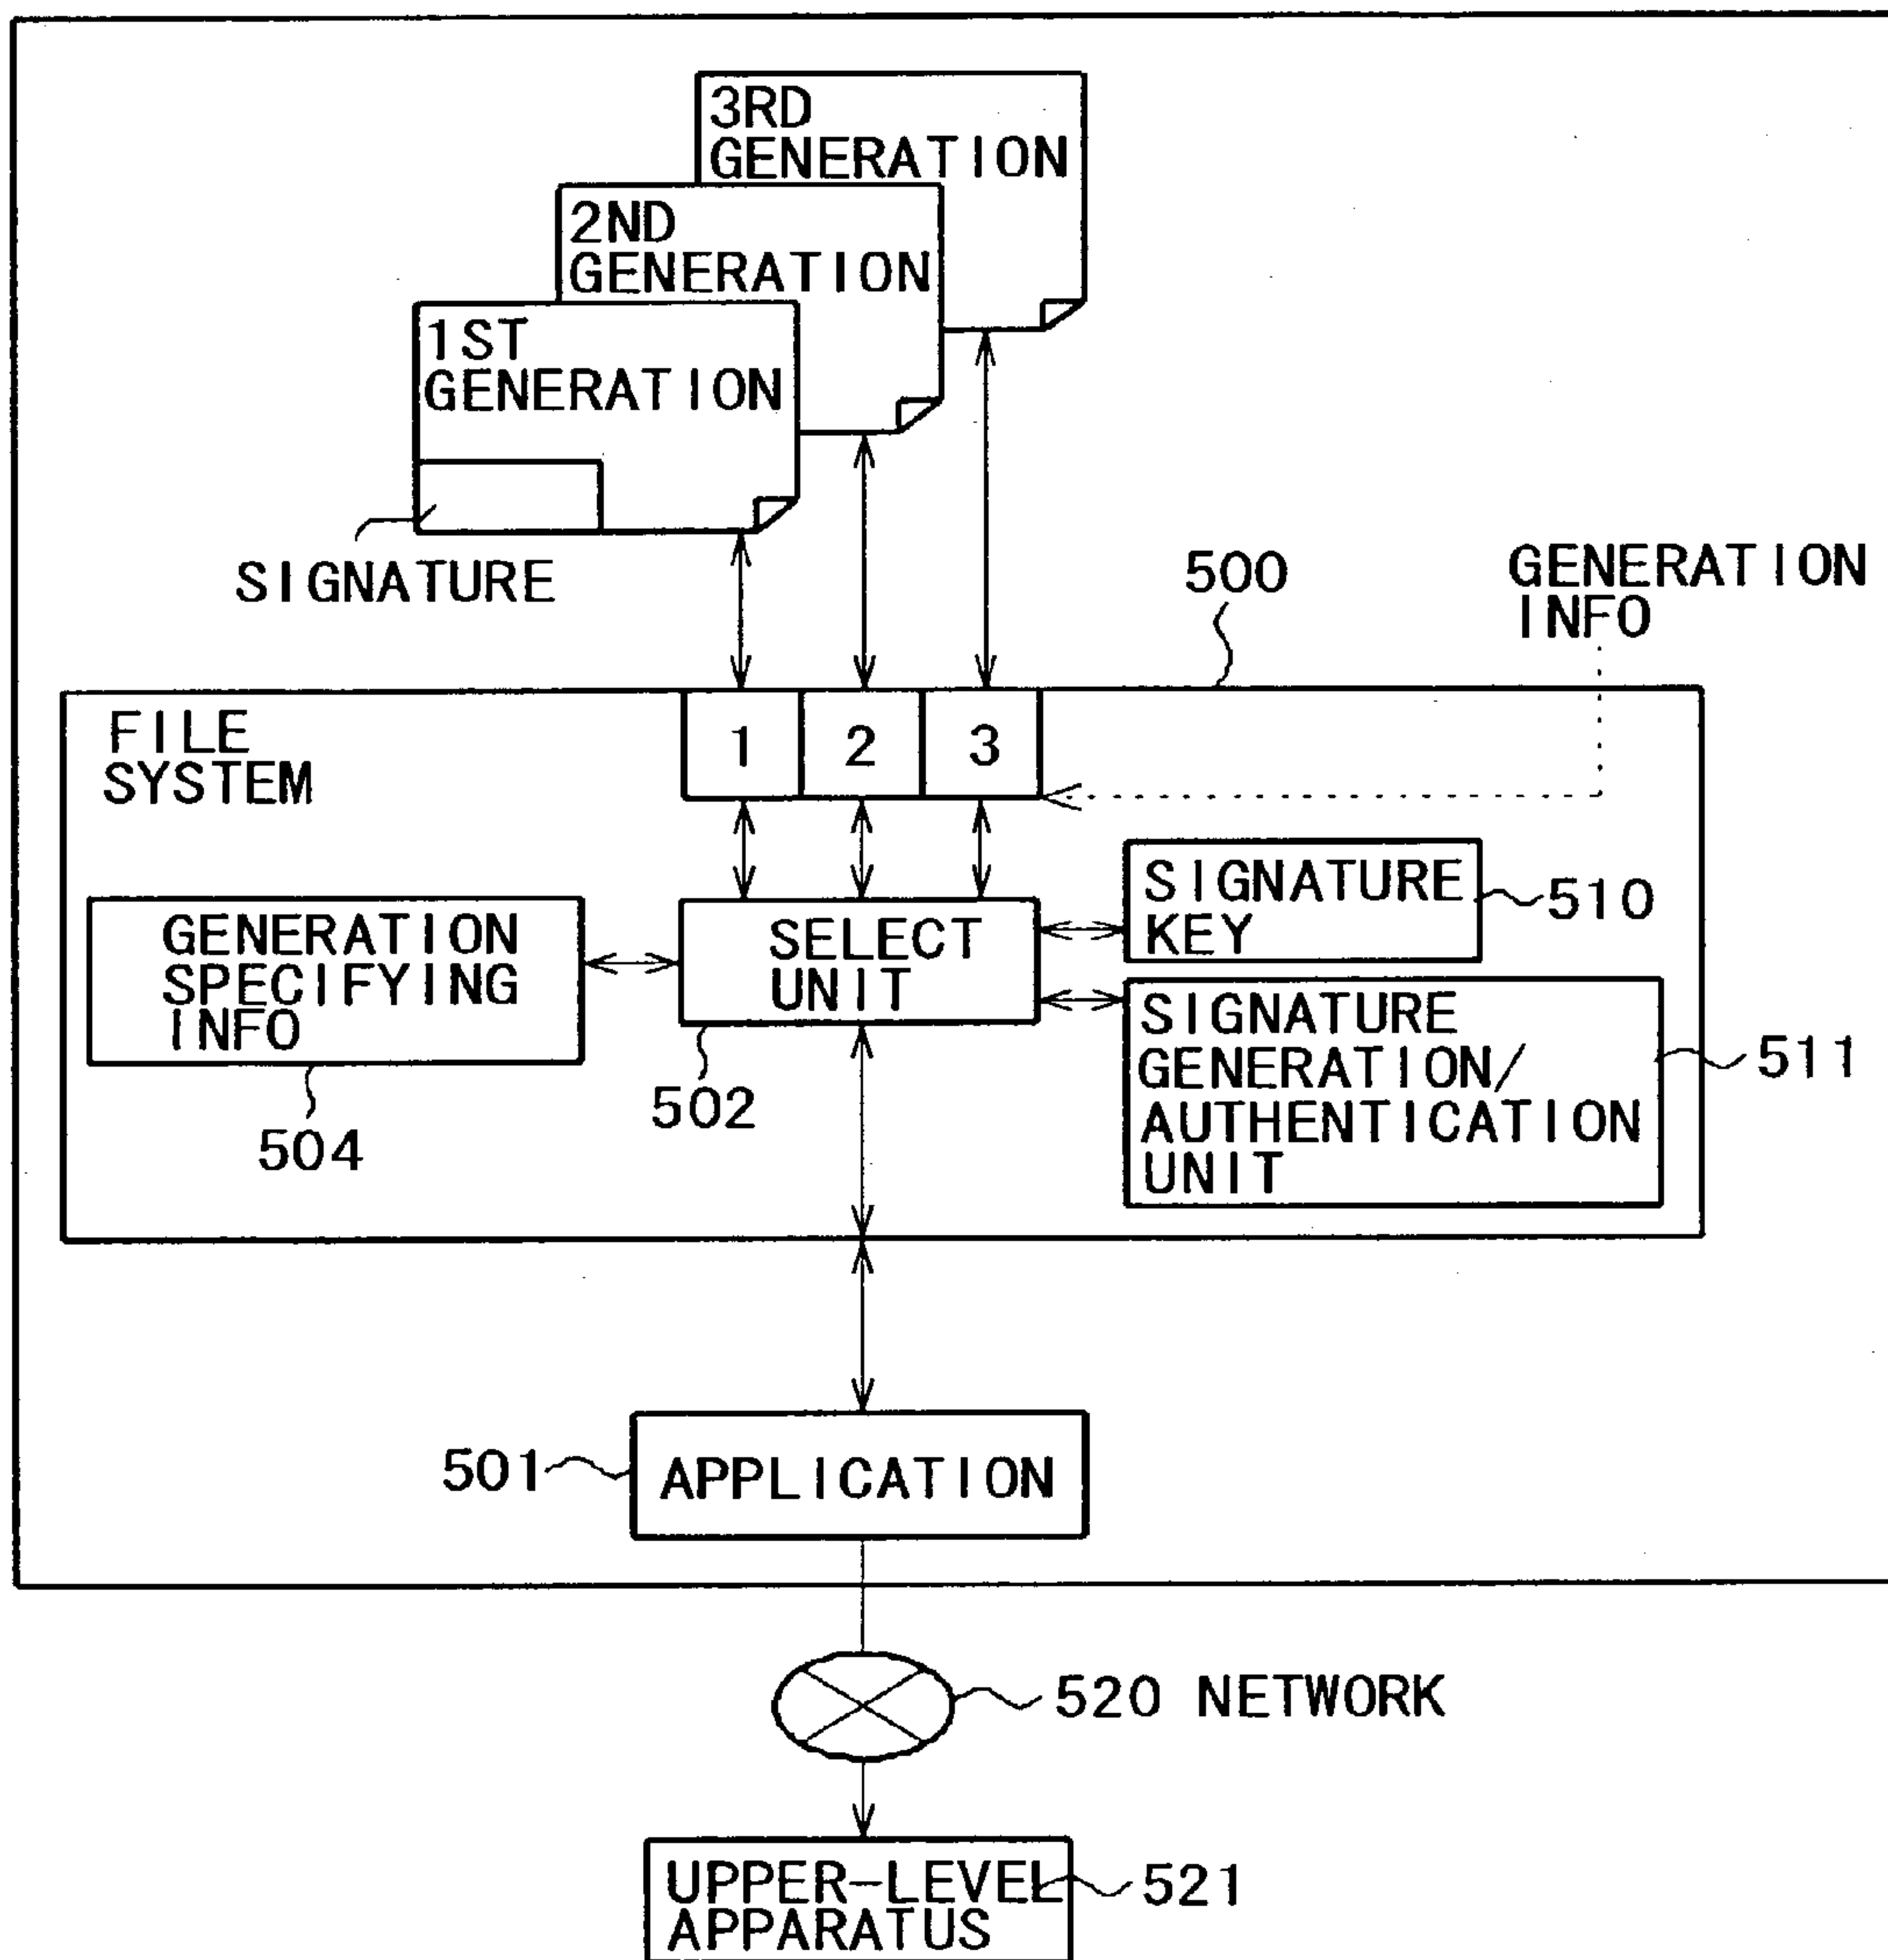 3RD
GENERATION
2ND
GENERATION
1ST
GENERATION
SIGNATURE
500
GENERATION
INFO
FILE
SYSTEM
1
2
3
SIGNATURE
KEY
510
GENERATION
SPECIFYING
INFO
SELECT
UNIT
SIGNATURE
GENERATION/
AUTHENTICATION
UNIT
511
502
504
501
APPLICATION
520 NETWORK
UPPER-LEVEL
APPARATUS
521